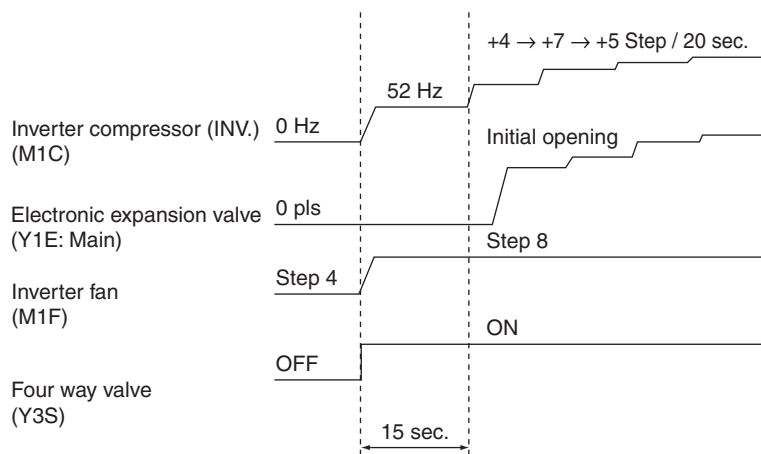 +4 → +7 → +5 Step / 20 sec.
52 Hz
Inverter compressor (INV.)
(M1C)
0 Hz
Initial opening
Electronic expansion valve
(Y1E: Main)
0 pls
Step 8
Step 4
Inverter fan
(M1F)
ON
OFF
Four way valve
(Y3S)
15 sec.